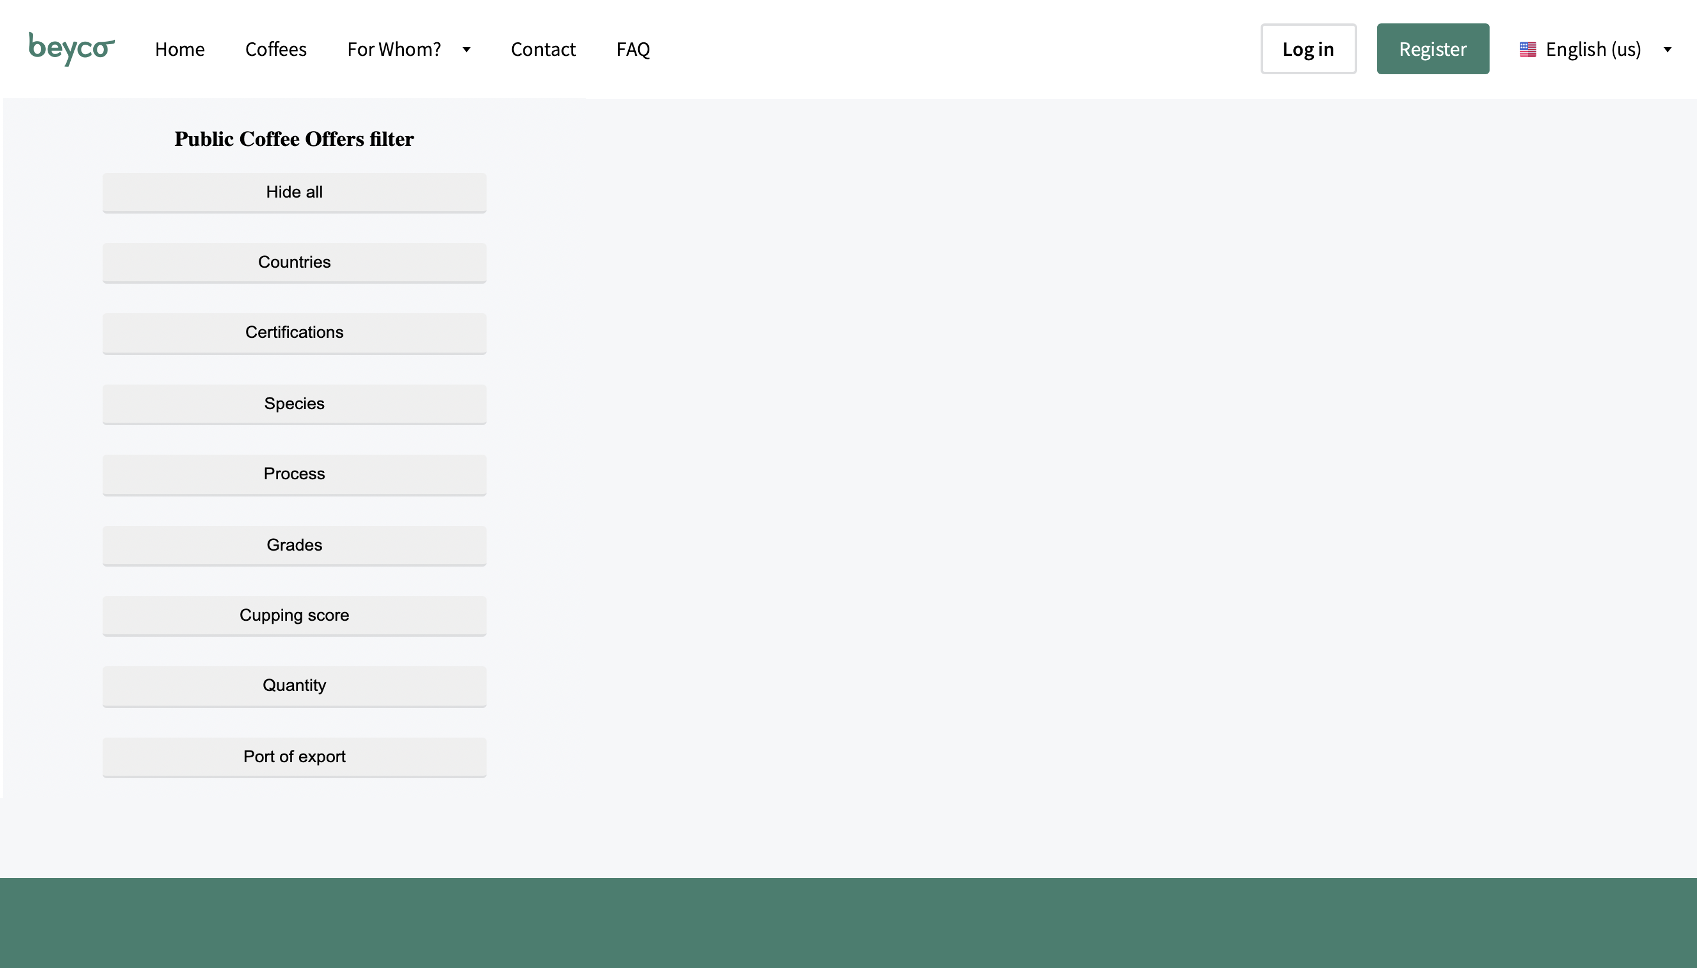 beyco Home Coffees For Whom? Contact FAQ Log in Register English (us)
Public Coffee Offers filter
Hide all
Countries
Certifications
Species
Process
Grades
Cupping score
Quantity
Port of export